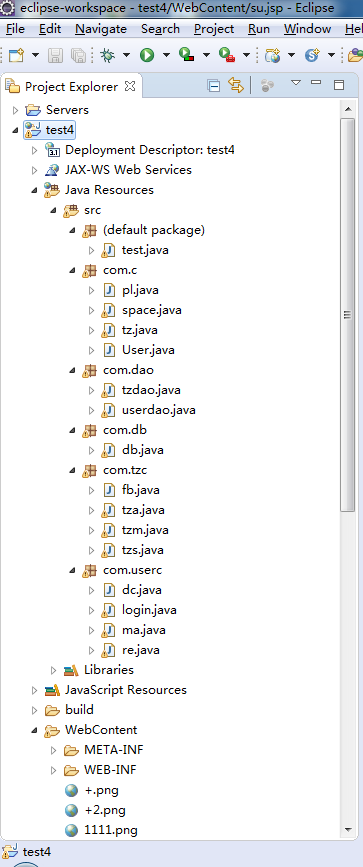 eclipse-workspace - test4/WebContent/su.jsp - Eclipse
File Edit Navigate Search Project Run Window He
Project Explorer
Servers
test4
3.1 Deployment Descriptor: test4
JAX-WS Web Services
Java Resources
src
(default package)
J test.java
com.c
J pl.java
J space.java
J tz.java
J User.java
com.dao
J tzdao.java
J userdao.java
com.db
J db.java
com.tzc
J fb.java
J tza.java
J tzm.java
J tzs.java
com.userc
J dc.java
J login.java
J ma.java
J re.java
Libraries
JavaScript Resources
build
WebContent
META-INF
WEB-INF
+.png
+2.png
1111.png
test4